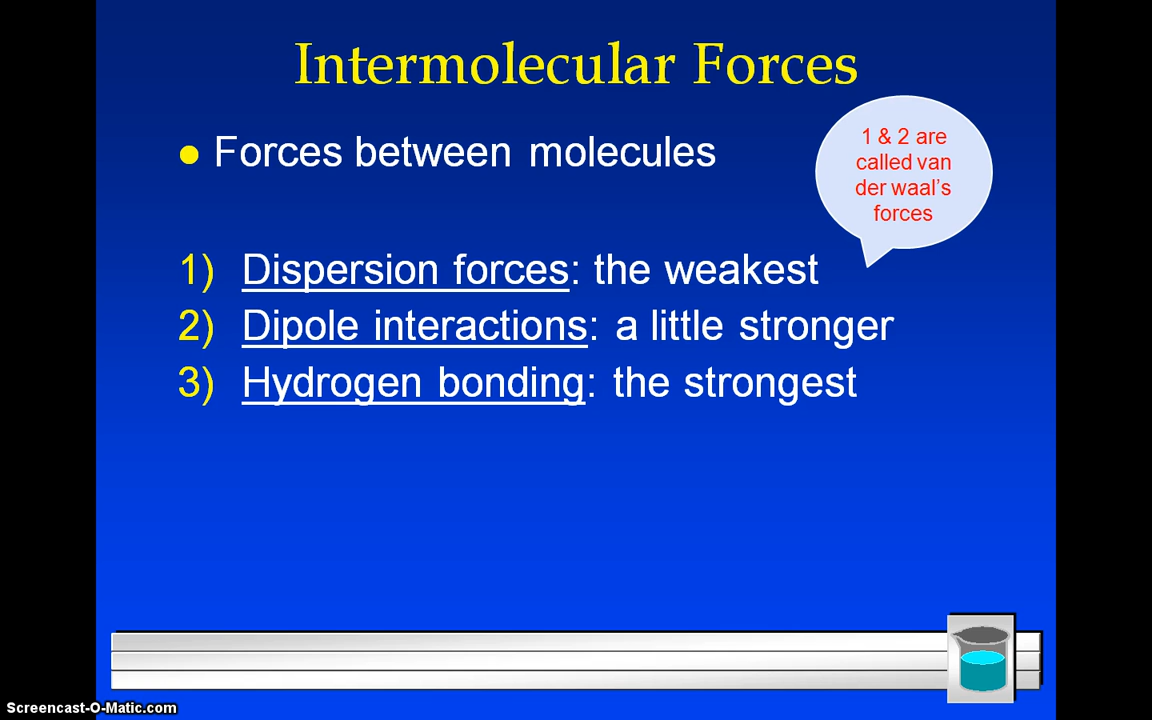 Intermolecular Forces
● Forces between molecules
1 & 2 are
called van
der waal's
forces
1) Dispersion forces: the weakest
2) Dipole interactions: a little stronger
3) Hydrogen bonding: the strongest
Screencast-O-Matic.com